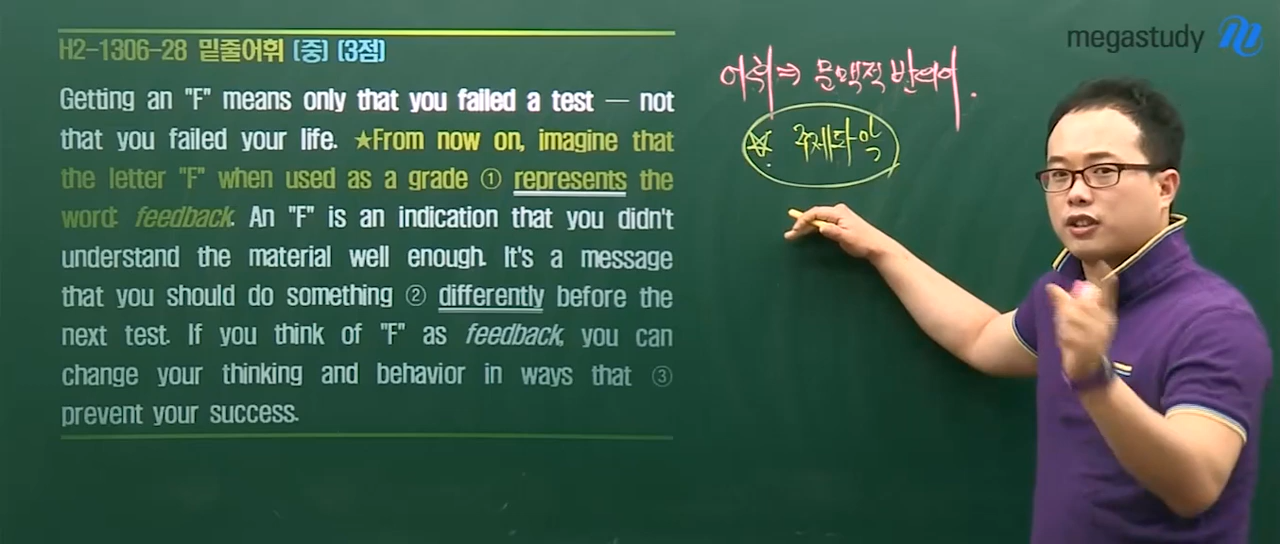 H2-1306-28 밑줄어휘 [중] [3점]
Getting an "F" means only that you failed a test — not
that you failed your life. ★From now on, imagine that
the letter "F" when used as a grade ① represents the
word: feedback. An "F" is an indication that you didn't
understand the material well enough. It's a message
that you should do something ② differently before the
next test. If you think of "F" as feedback, you can
change your thinking and behavior in ways that ③
prevent your success.
어휘⇒ 문맥적 반의어.
★ 주제파악
megastudy